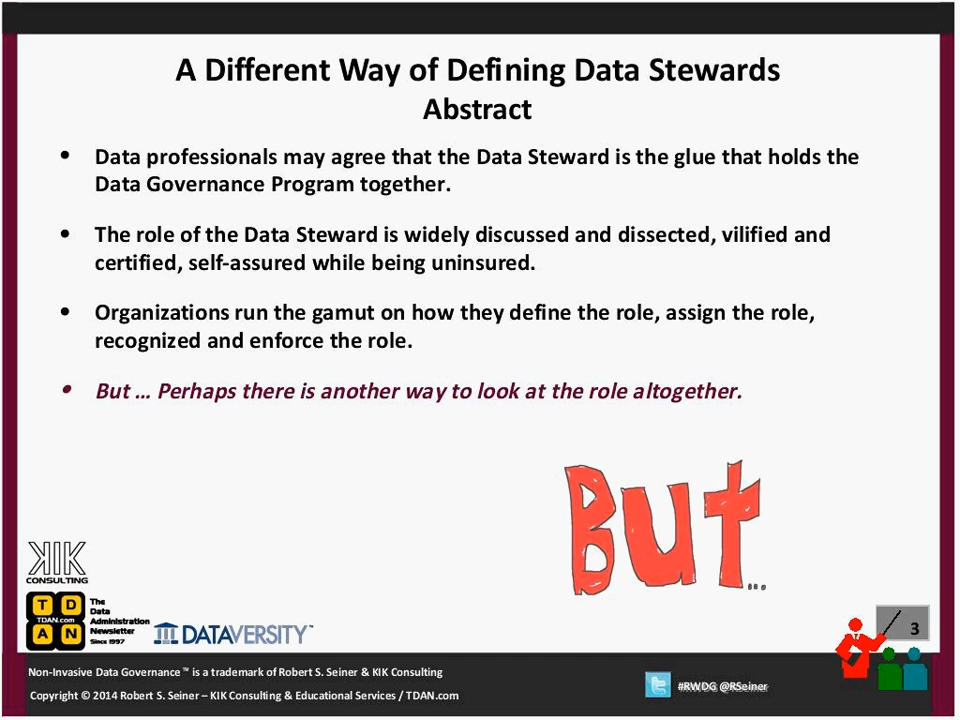 A Different Way of Defining Data Stewards
Abstract
• Data professionals may agree that the Data Steward is the glue that holds the
Data Governance Program together.
• The role of the Data Steward is widely discussed and dissected, vilified and
certified, self-assured while being uninsured.
• Organizations run the gamut on how they define the role, assign the role,
recognized and enforce the role.
• But … Perhaps there is another way to look at the role altogether.
But...
KIK
CONSULTING
T D
TDAN.com
A N
The
Data
Administration
Newsletter
Since 1997
DATAVERSITY™
3
Non-Invasive Data Governance™ is a trademark of Robert S. Seiner & KIK Consulting
Copyright © 2014 Robert S. Seiner – KIK Consulting & Educational Services / TDAN.com
#RWDG @RSeiner